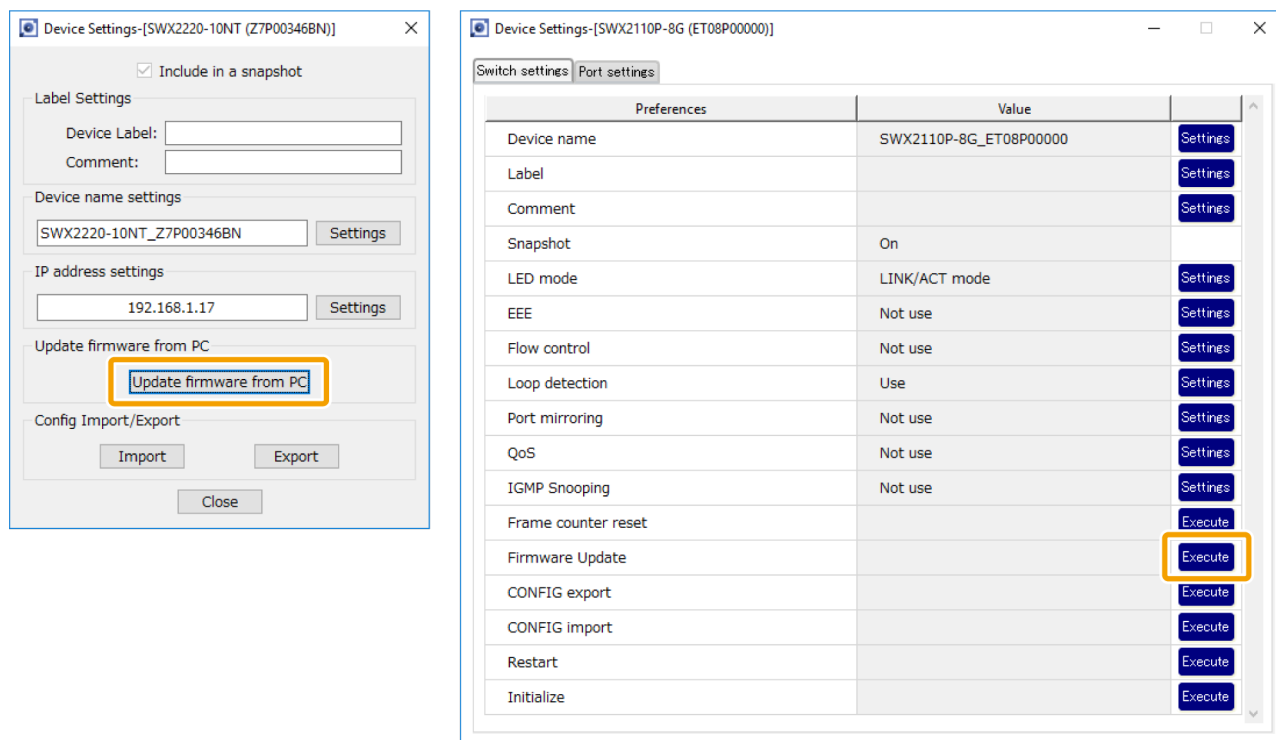 Device Settings-[SWX2220-10NT (Z7P00346BN)]
Include in a snapshot
Label Settings
Device Label:
Comment:
Device name settings
SWX2220-10NT_Z7P00346BN Settings
IP address settings
192.168.1.17 Settings
Update firmware from PC
Update firmware from PC
Config Import/Export
Import Export
Close
Device Settings-[SWX2110P-8G (ET08P00000)]
Switch settings Port settings
Preferences Value
Device name SWX2110P-8G_ET08P00000 Settings
Label Settings
Comment Settings
Snapshot On
LED mode LINK/ACT mode Settings
EEE Not use Settings
Flow control Not use Settings
Loop detection Use Settings
Port mirroring Not use Settings
QoS Not use Settings
IGMP Snooping Not use Settings
Frame counter reset Execute
Firmware Update Execute
CONFIG export Execute
CONFIG import Execute
Restart Execute
Initialize Execute